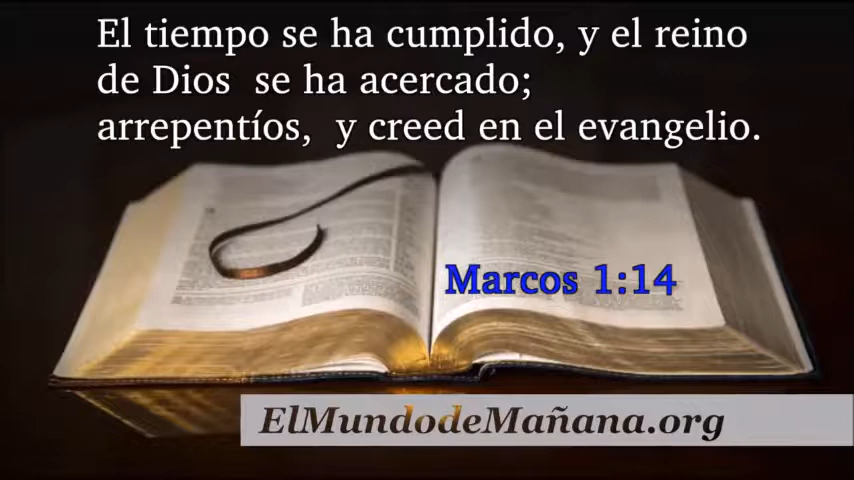 El tiempo se ha cumplido, y el reino
de Dios se ha acercado;
arrepentíos, y creed en el evangelio.
Marcos 1:14
ElMundodeMañana.org